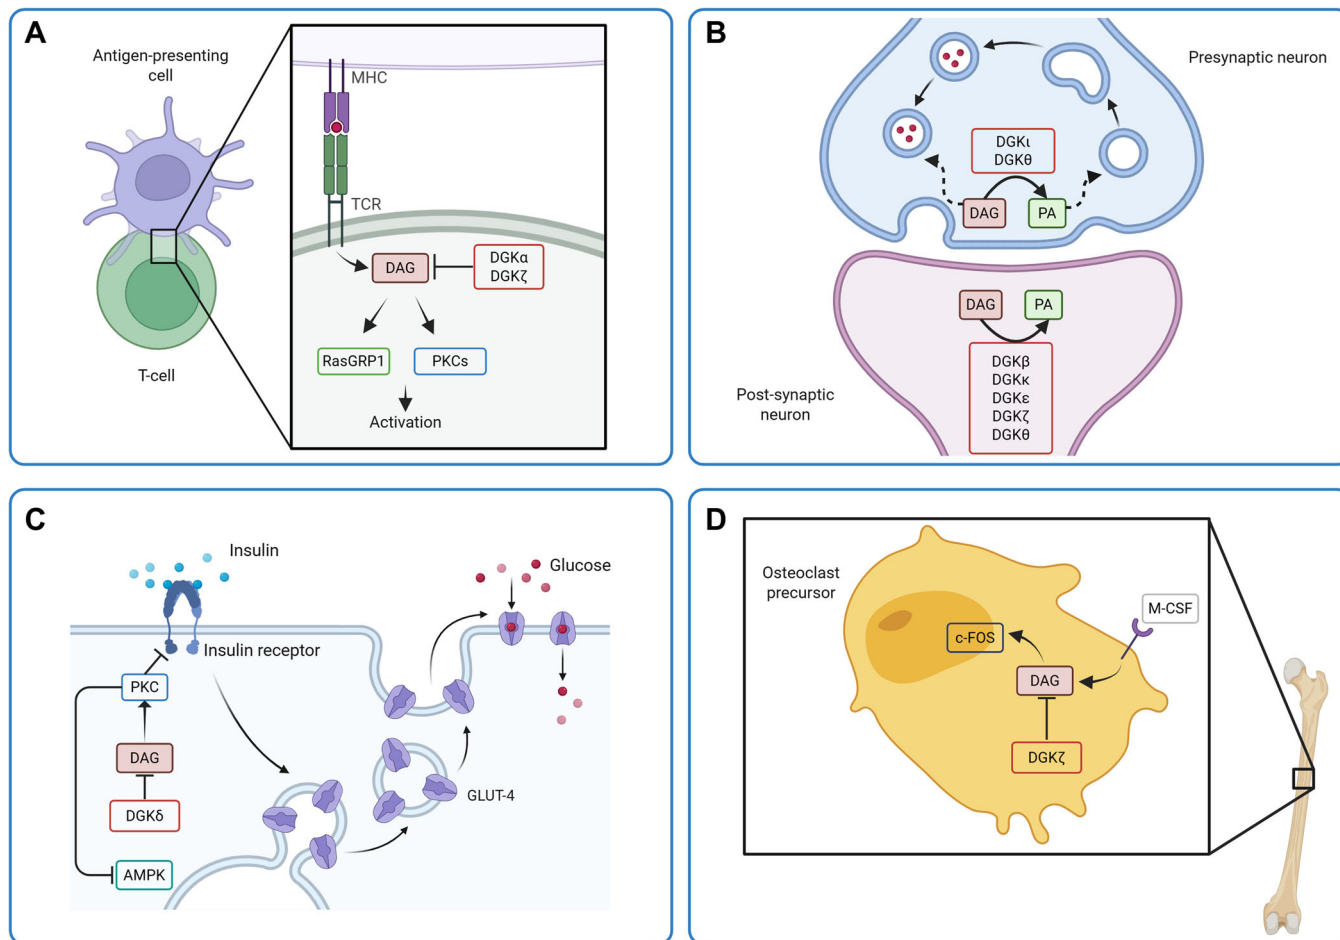 A
Antigen-presenting
cell
MHC
TCR
DAG
DGKα
DGKζ
RasGRP1
PKCs
Activation
T-cell
B
Presynaptic neuron
DGKι
DGKθ
DAG
PA
DAG
PA
DGKβ
DGKκ
DGKε
DGKζ
DGKθ
Post-synaptic
neuron
C
Insulin
Glucose
Insulin receptor
PKC
DAG
DGKδ
AMPK
GLUT-4
D
Osteoclast
precursor
M-CSF
c-FOS
DAG
DGKζ